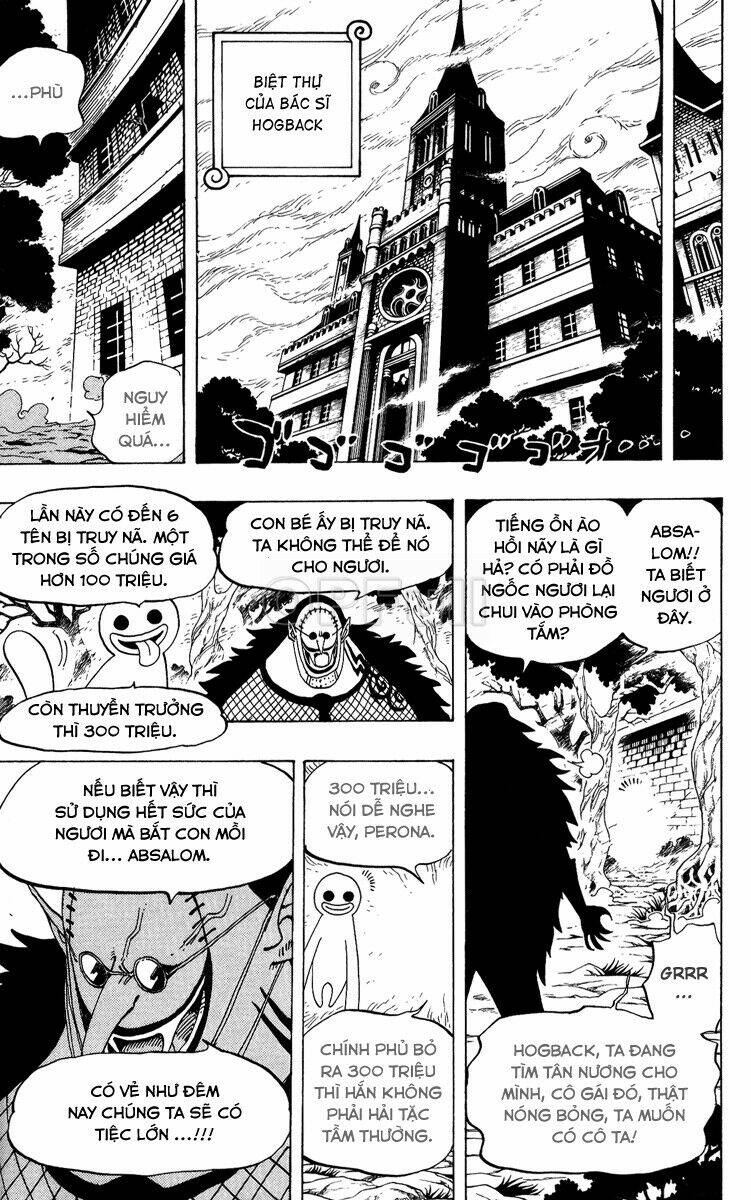 BIỆT THỰ
CỦA BÁC SĨ
HOGBACK
...PHÙ
NGUY
HIỂM
QUÁ...
ゴゴゴゴゴゴ...
ABSA-
LOM!!
TA BIẾT
NGƯƠI Ở
ĐÂY.
TIẾNG ỒN ÀO
HỒI NÃY LÀ GÌ
HẢ? CÓ PHẢI ĐỒ
NGỐC NGƯƠI LẠI
CHUI VÀO PHÒNG
TẮM?
GRRR
...
HOGBACK, TA ĐANG
TÌM TÂN NƯƠNG CHO
MÌNH, CÔ GÁI ĐÓ, THẬT
NÓNG BỎNG, TA MUỐN
CÓ CÔ TA!
CON BÉ ẤY BỊ TRUY NÃ.
TA KHÔNG THỂ ĐỂ NÓ
CHO NGƯƠI.
LẦN NÀY CÓ ĐẾN 6
TÊN BỊ TRUY NÃ. MỘT
TRONG SỐ CHÚNG GIÁ
HƠN 100 TRIỆU.
CÒN THUYỀN TRƯỞNG
THÌ 300 TRIỆU.
300 TRIỆU...
NÓI DỄ NGHE
VẬY, PERONA.
CHÍNH PHỦ BỎ
RA 300 TRIỆU
THÌ HẮN KHÔNG
PHẢI HẢI TẶC
TẦM THƯỜNG.
NẾU BIẾT VẬY THÌ
SỬ DỤNG HẾT SỨC CỦA
NGƯƠI MÀ BẮT CON MỒI
ĐI... ABSALOM.
CÓ VẺ NHƯ ĐÊM
NAY CHÚNG TA SẼ CÓ
TIỆC LỚN ...!!!